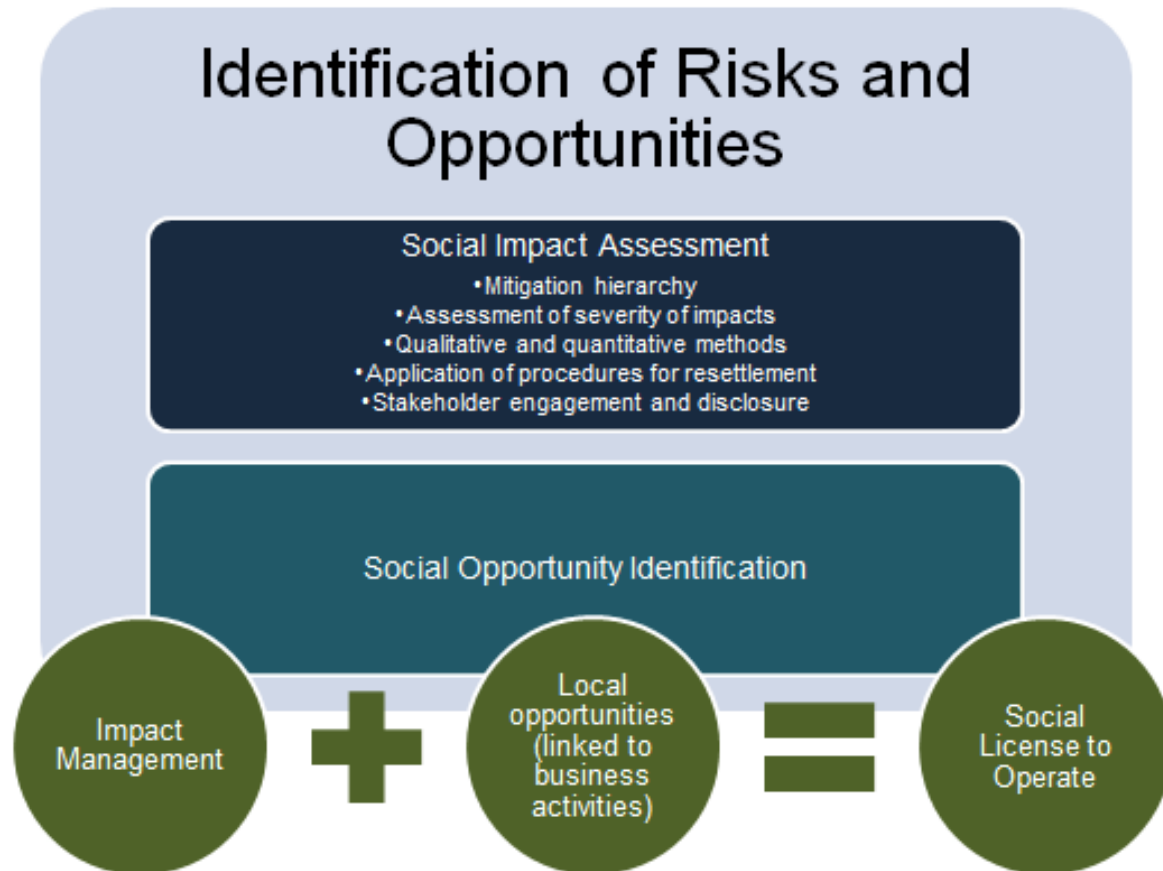 Identification of Risks and
Opportunities
Social Impact Assessment
•Mitigation hierarchy
•Assessment of severity of impacts
•Qualitative and quantitative methods
•Application of procedures for resettlement
•Stakeholder engagement and disclosure
Social Opportunity Identification
Impact
Management
Local
opportunities
(linked to
business
activities)
Social
License to
Operate